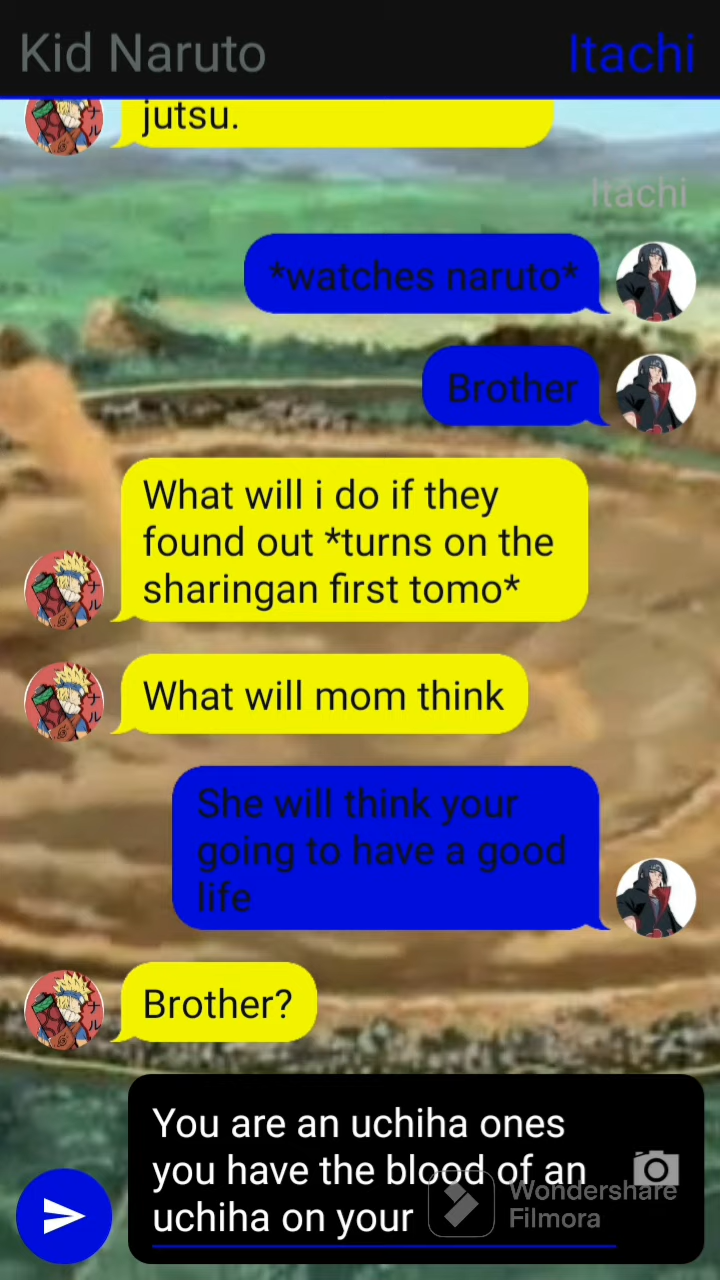 Kid Naruto
Itachi
jutsu.
Itachi
*watches naruto*
Brother
What will i do if they
found out *turns on the
sharingan first tomo*
What will mom think
She will think your
going to have a good
life
Brother?
You are an uchiha ones
you have the blood of an
uchiha on your
Wondershare
Filmora